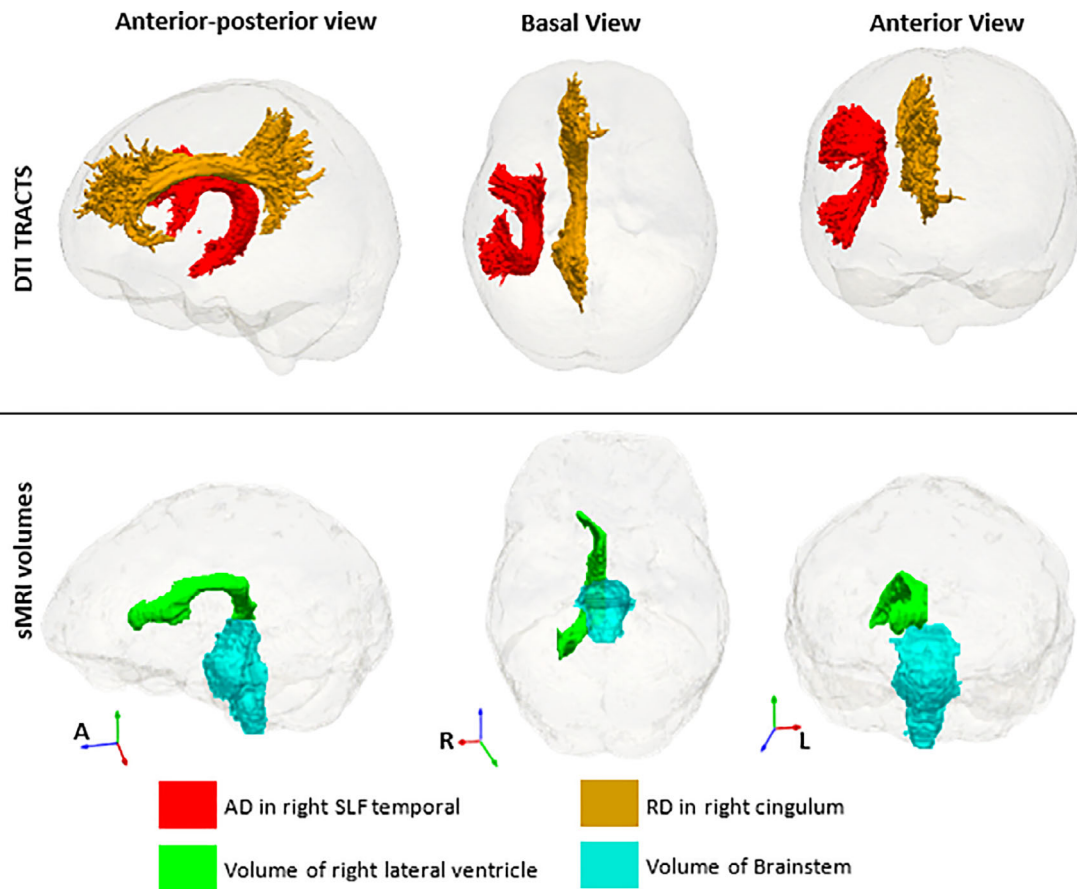 Anterior-posterior view
Basal View
Anterior View
DTI TRACTS
sMRI volumes
A
R
L
AD in right SLF temporal
RD in right cingulum
Volume of right lateral ventricle
Volume of Brainstem